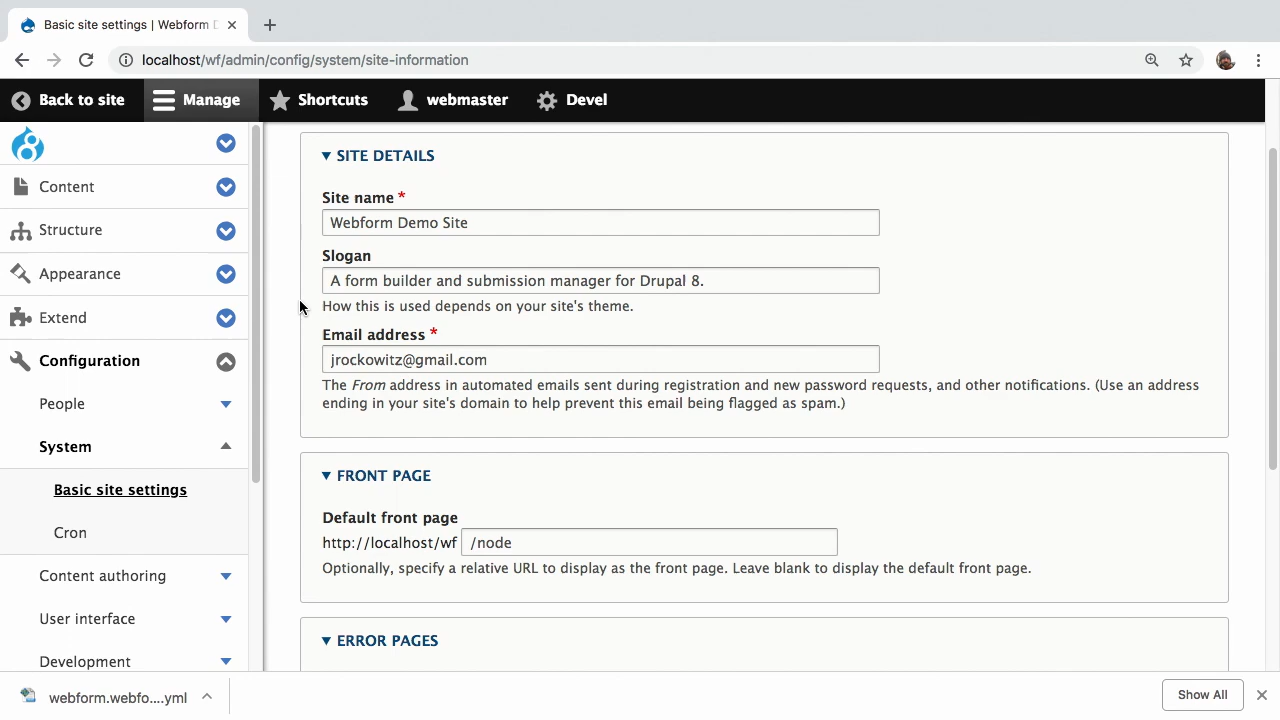 Basic site settings | Webform D
localhost/wf/admin/config/system/site-information
Back to site
Manage
Shortcuts
webmaster
Devel
Content
Structure
Appearance
Extend
Configuration
People
System
Basic site settings
Cron
Content authoring
User interface
Development
SITE DETAILS
Site name *
Webform Demo Site
Slogan
A form builder and submission manager for Drupal 8.
How this is used depends on your site's theme.
Email address *
jrockowitz@gmail.com
The From address in automated emails sent during registration and new password requests, and other notifications. (Use an address
ending in your site's domain to help prevent this email being flagged as spam.)
FRONT PAGE
Default front page
http://localhost/wf /node
Optionally, specify a relative URL to display as the front page. Leave blank to display the default front page.
ERROR PAGES
webform.webfo....yml
Show All